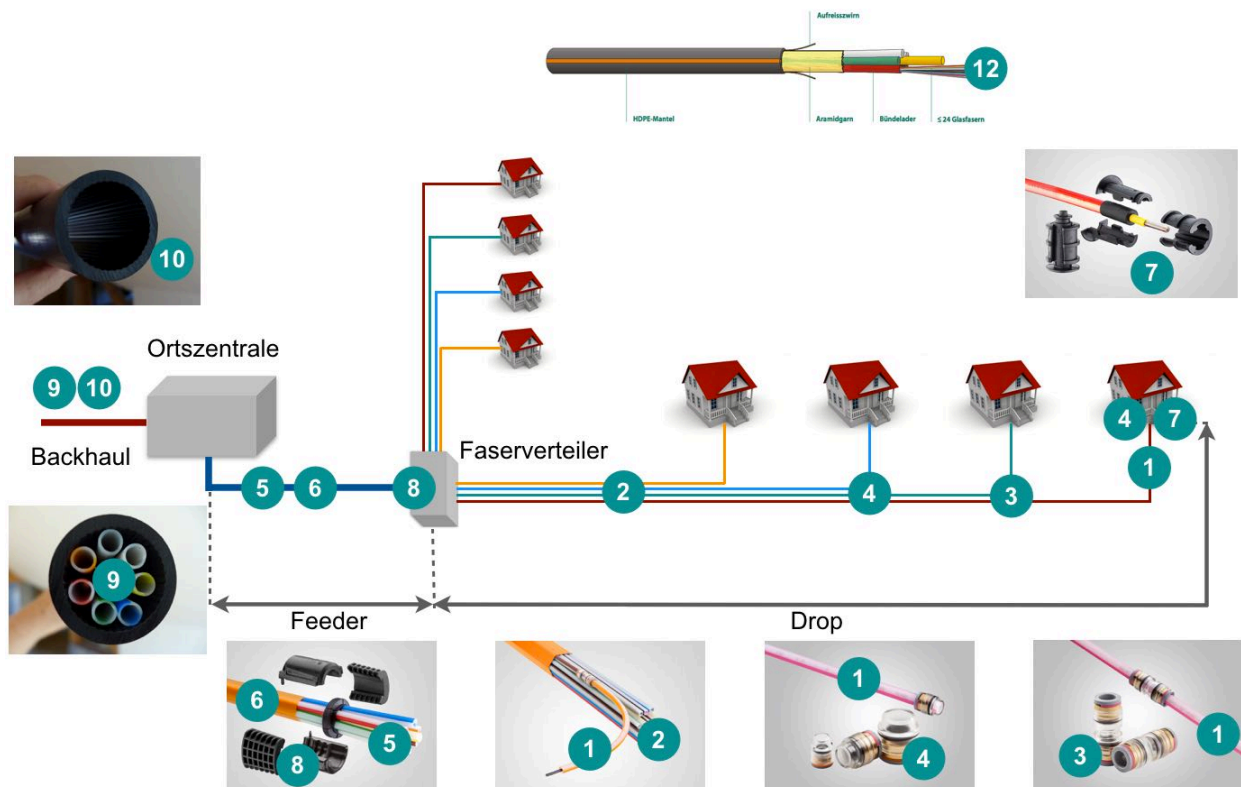 Aufreisszwirn
12
HDPE-Mantel
Aramidgarn
Bündelader
≤ 24 Glasfasern
10
7
Ortszentrale
9 10
Backhaul
Faserverteiler
4 7
1
5 6 8 2 4 3
9
Feeder
Drop
6
5
8
1
2
1
4
3
1